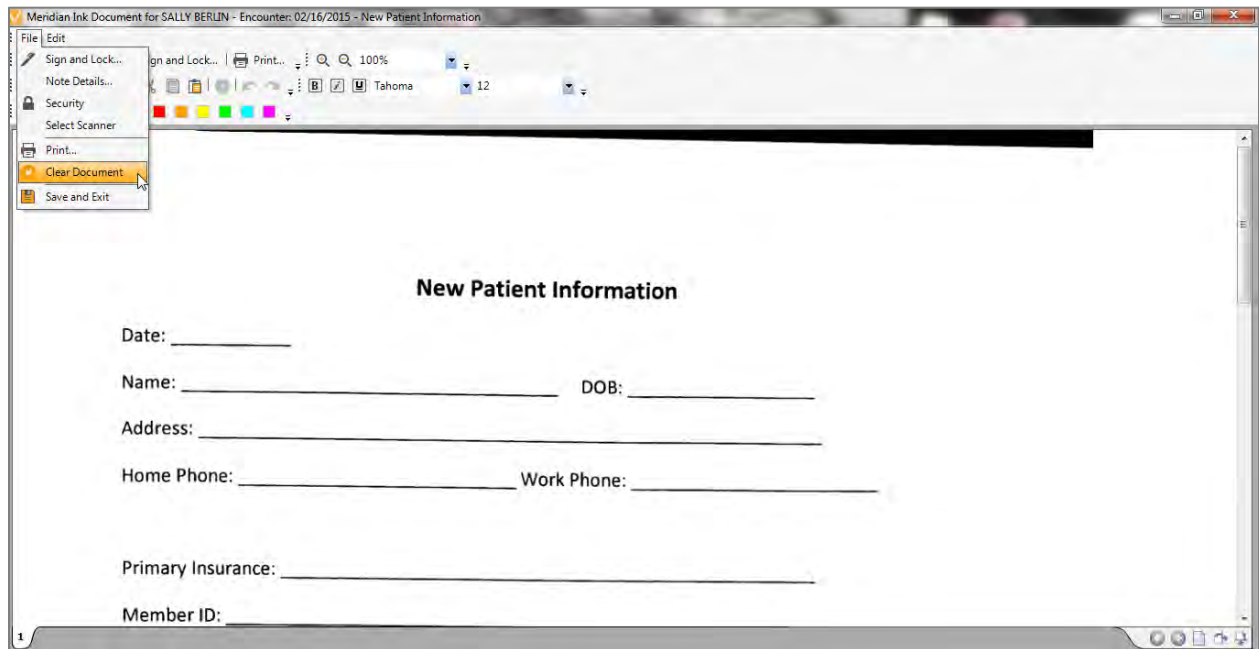 Meridian Ink Document for SALLY BERLIN - Encounter: 02/16/2015 - New Patient Information
File Edit
Sign and Lock...
gn and Lock... Print... 100%
Note Details...
B I U Tahoma 12
Security
Select Scanner
Print...
Clear Document
Save and Exit
New Patient Information
Date:
Name: DOB:
Address:
Home Phone: Work Phone:
Primary Insurance:
Member ID:
1